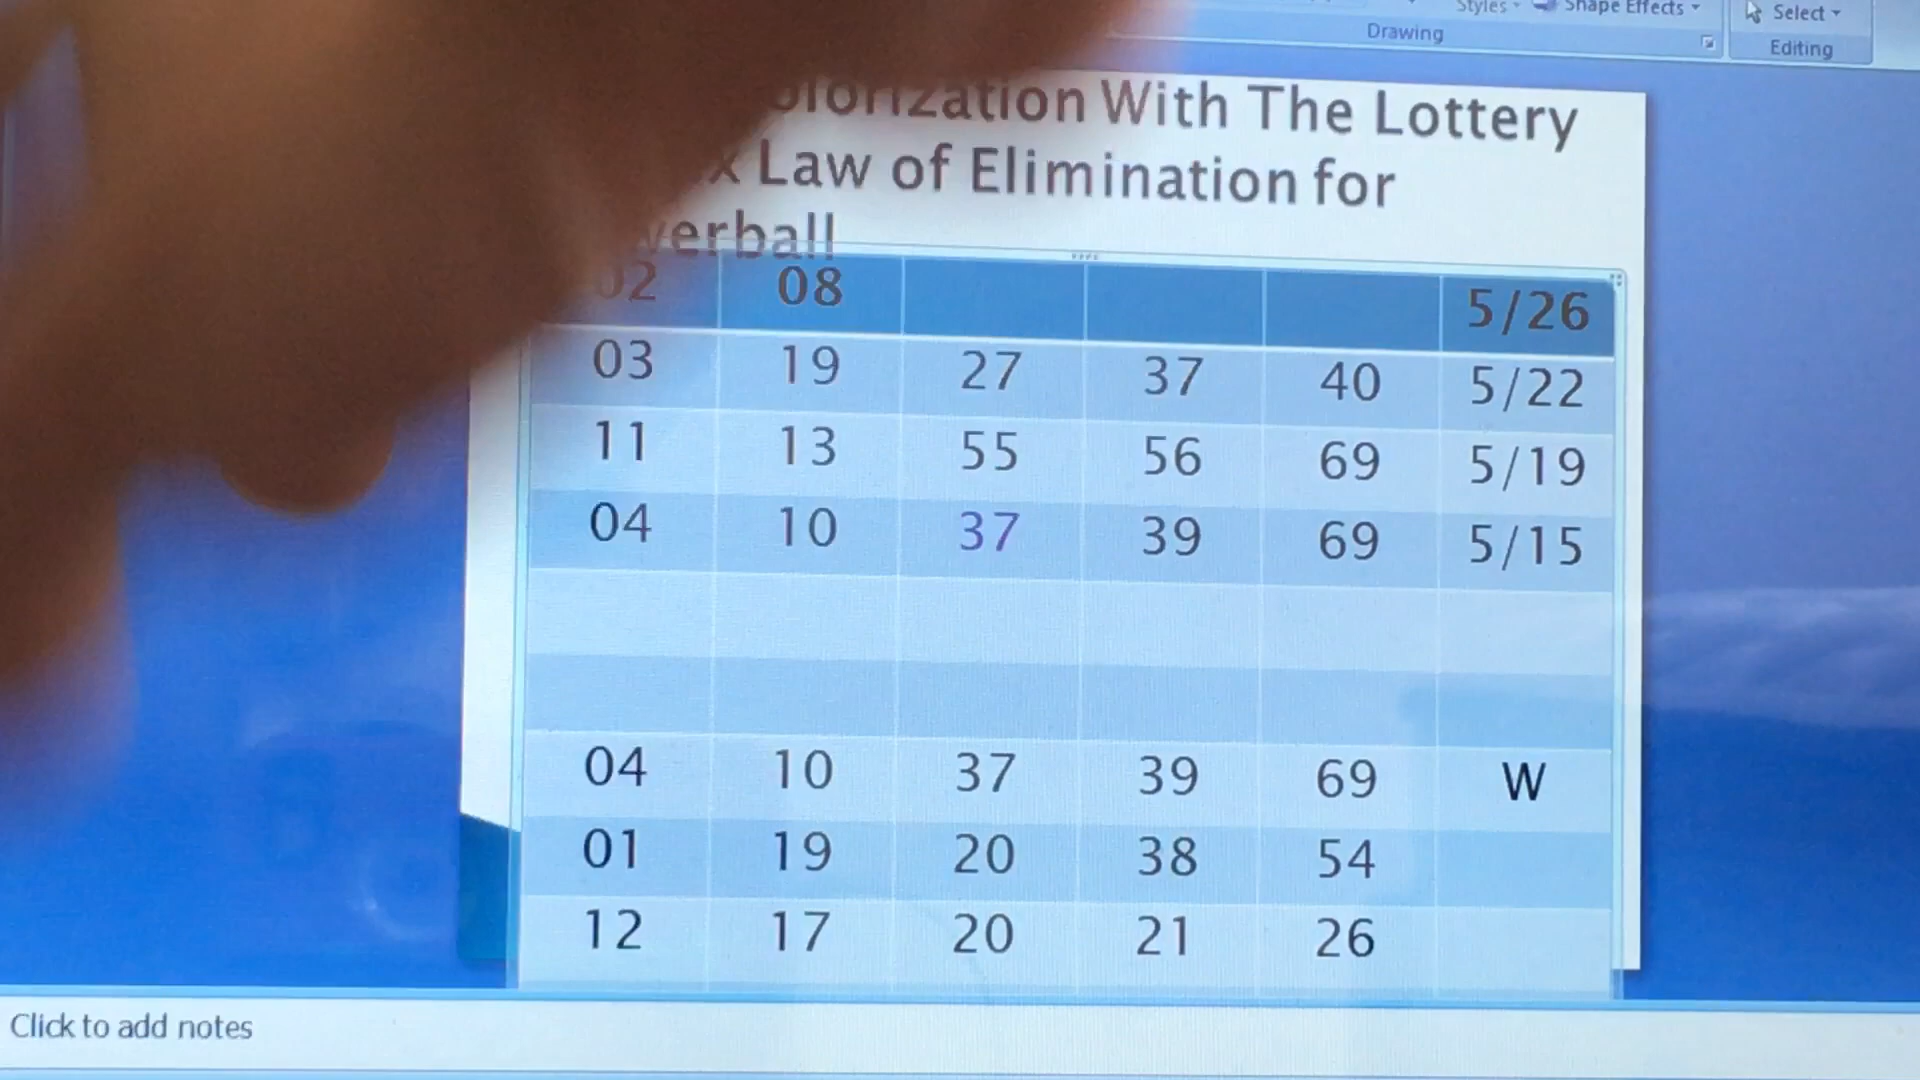 Styles Shape Effects Select
Drawing Editing
With The Lottery
Law of Elimination for
02 08 5/26
03 19 27 37 40 5/22
11 13 55 56 69 5/19
04 10 37 39 69 5/15
04 10 37 39 69 W
01 19 20 38 54
12 17 20 21 26
Click to add notes